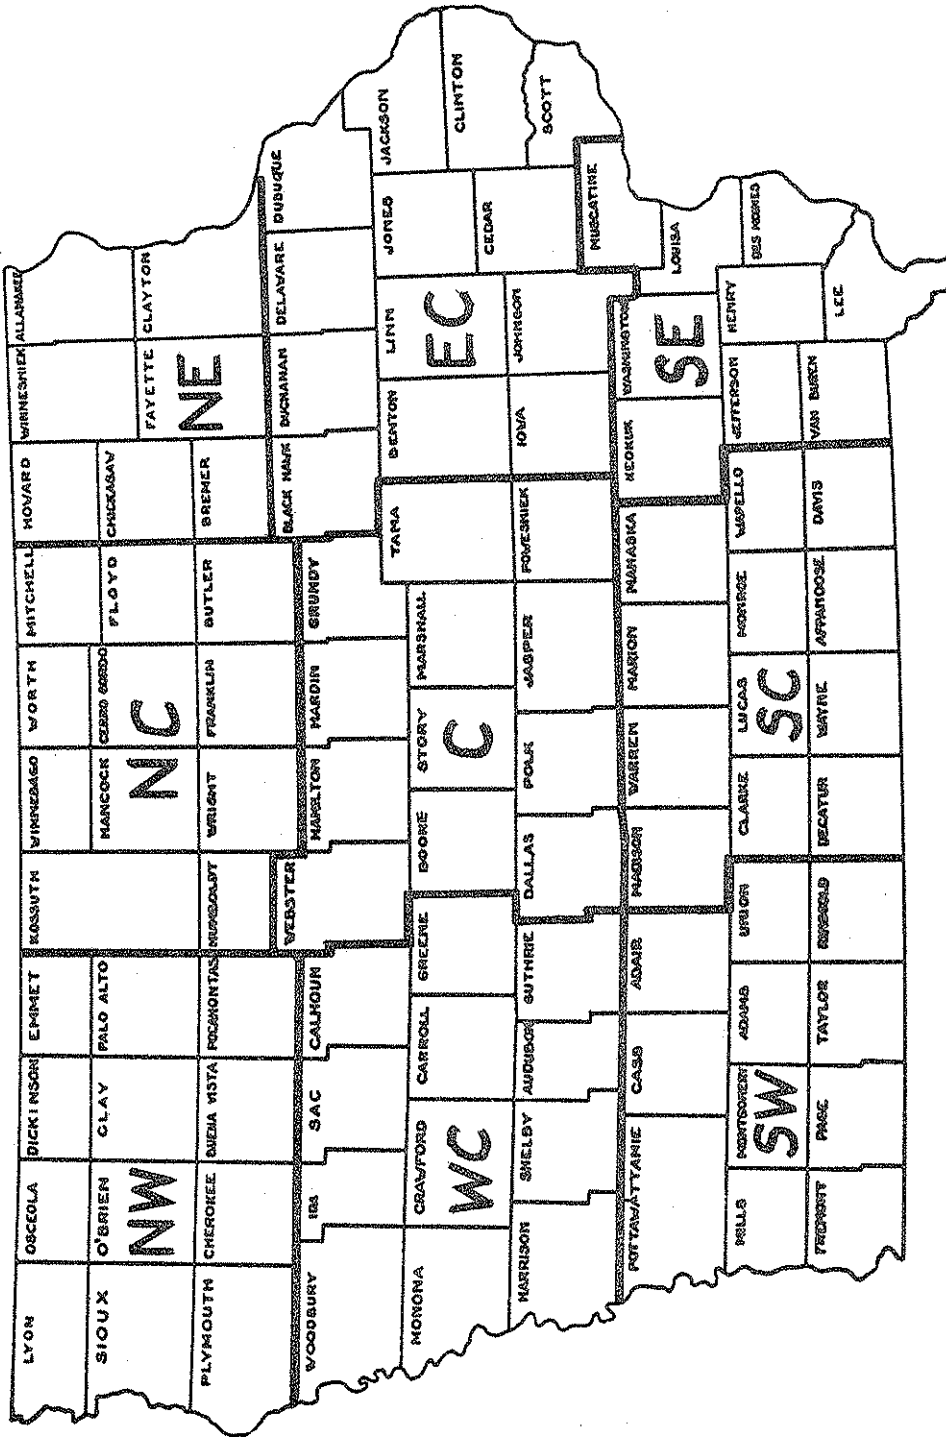 LYON
OSCEOLA
DICKINSON
EMMET
KOSSUTH
WINNEBAGO
WORTH
MITCHELL
HOWARD
WINNESHIEK
ALLAMAKEE
SIOUX
O'BRIEN
CLAY
PALO ALTO
HANCOCK
CERRO GORDO
FLOYD
CHICKASAW
FAYETTE
CLAYTON
NW
NC
NE
PLYMOUTH
CHEROKEE
BUENA VISTA
POCAHONTAS
HUMBOLDT
WRIGHT
FRANKLIN
BUTLER
BREMER
WOODBURY
IDA
SAC
CALHOUN
WEBSTER
HAMILTON
HARDIN
GRUNDY
BLACK HAWK
BUCHANAN
DELAWARE
DUBUQUE
MONONA
CRAWFORD
CARROLL
GREENE
BOONE
STORY
MARSHALL
TAMA
BENTON
LINN
JONES
JACKSON
WC
C
EC
CLINTON
CEDAR
HARRISON
SHELBY
AUDUBON
GUTHRIE
DALLAS
POLK
JASPER
POWESHIEK
IOWA
JOHNSON
SCOTT
MUSCATINE
POTTAWATTAMIE
CASS
ADAIR
MADISON
WARREN
MARION
MAHASKA
KEOKUK
WASHINGTON
LOUISA
SE
MILLS
MONTGOMERY
ADAMS
UNION
CLARKE
LUCAS
MONROE
WAPELLO
JEFFERSON
HENRY
DES MOINES
SW
SC
FREMONT
PAGE
TAYLOR
RINGGOLD
DECATUR
WAYNE
APPANOOSE
DAVIS
VAN BUREN
LEE